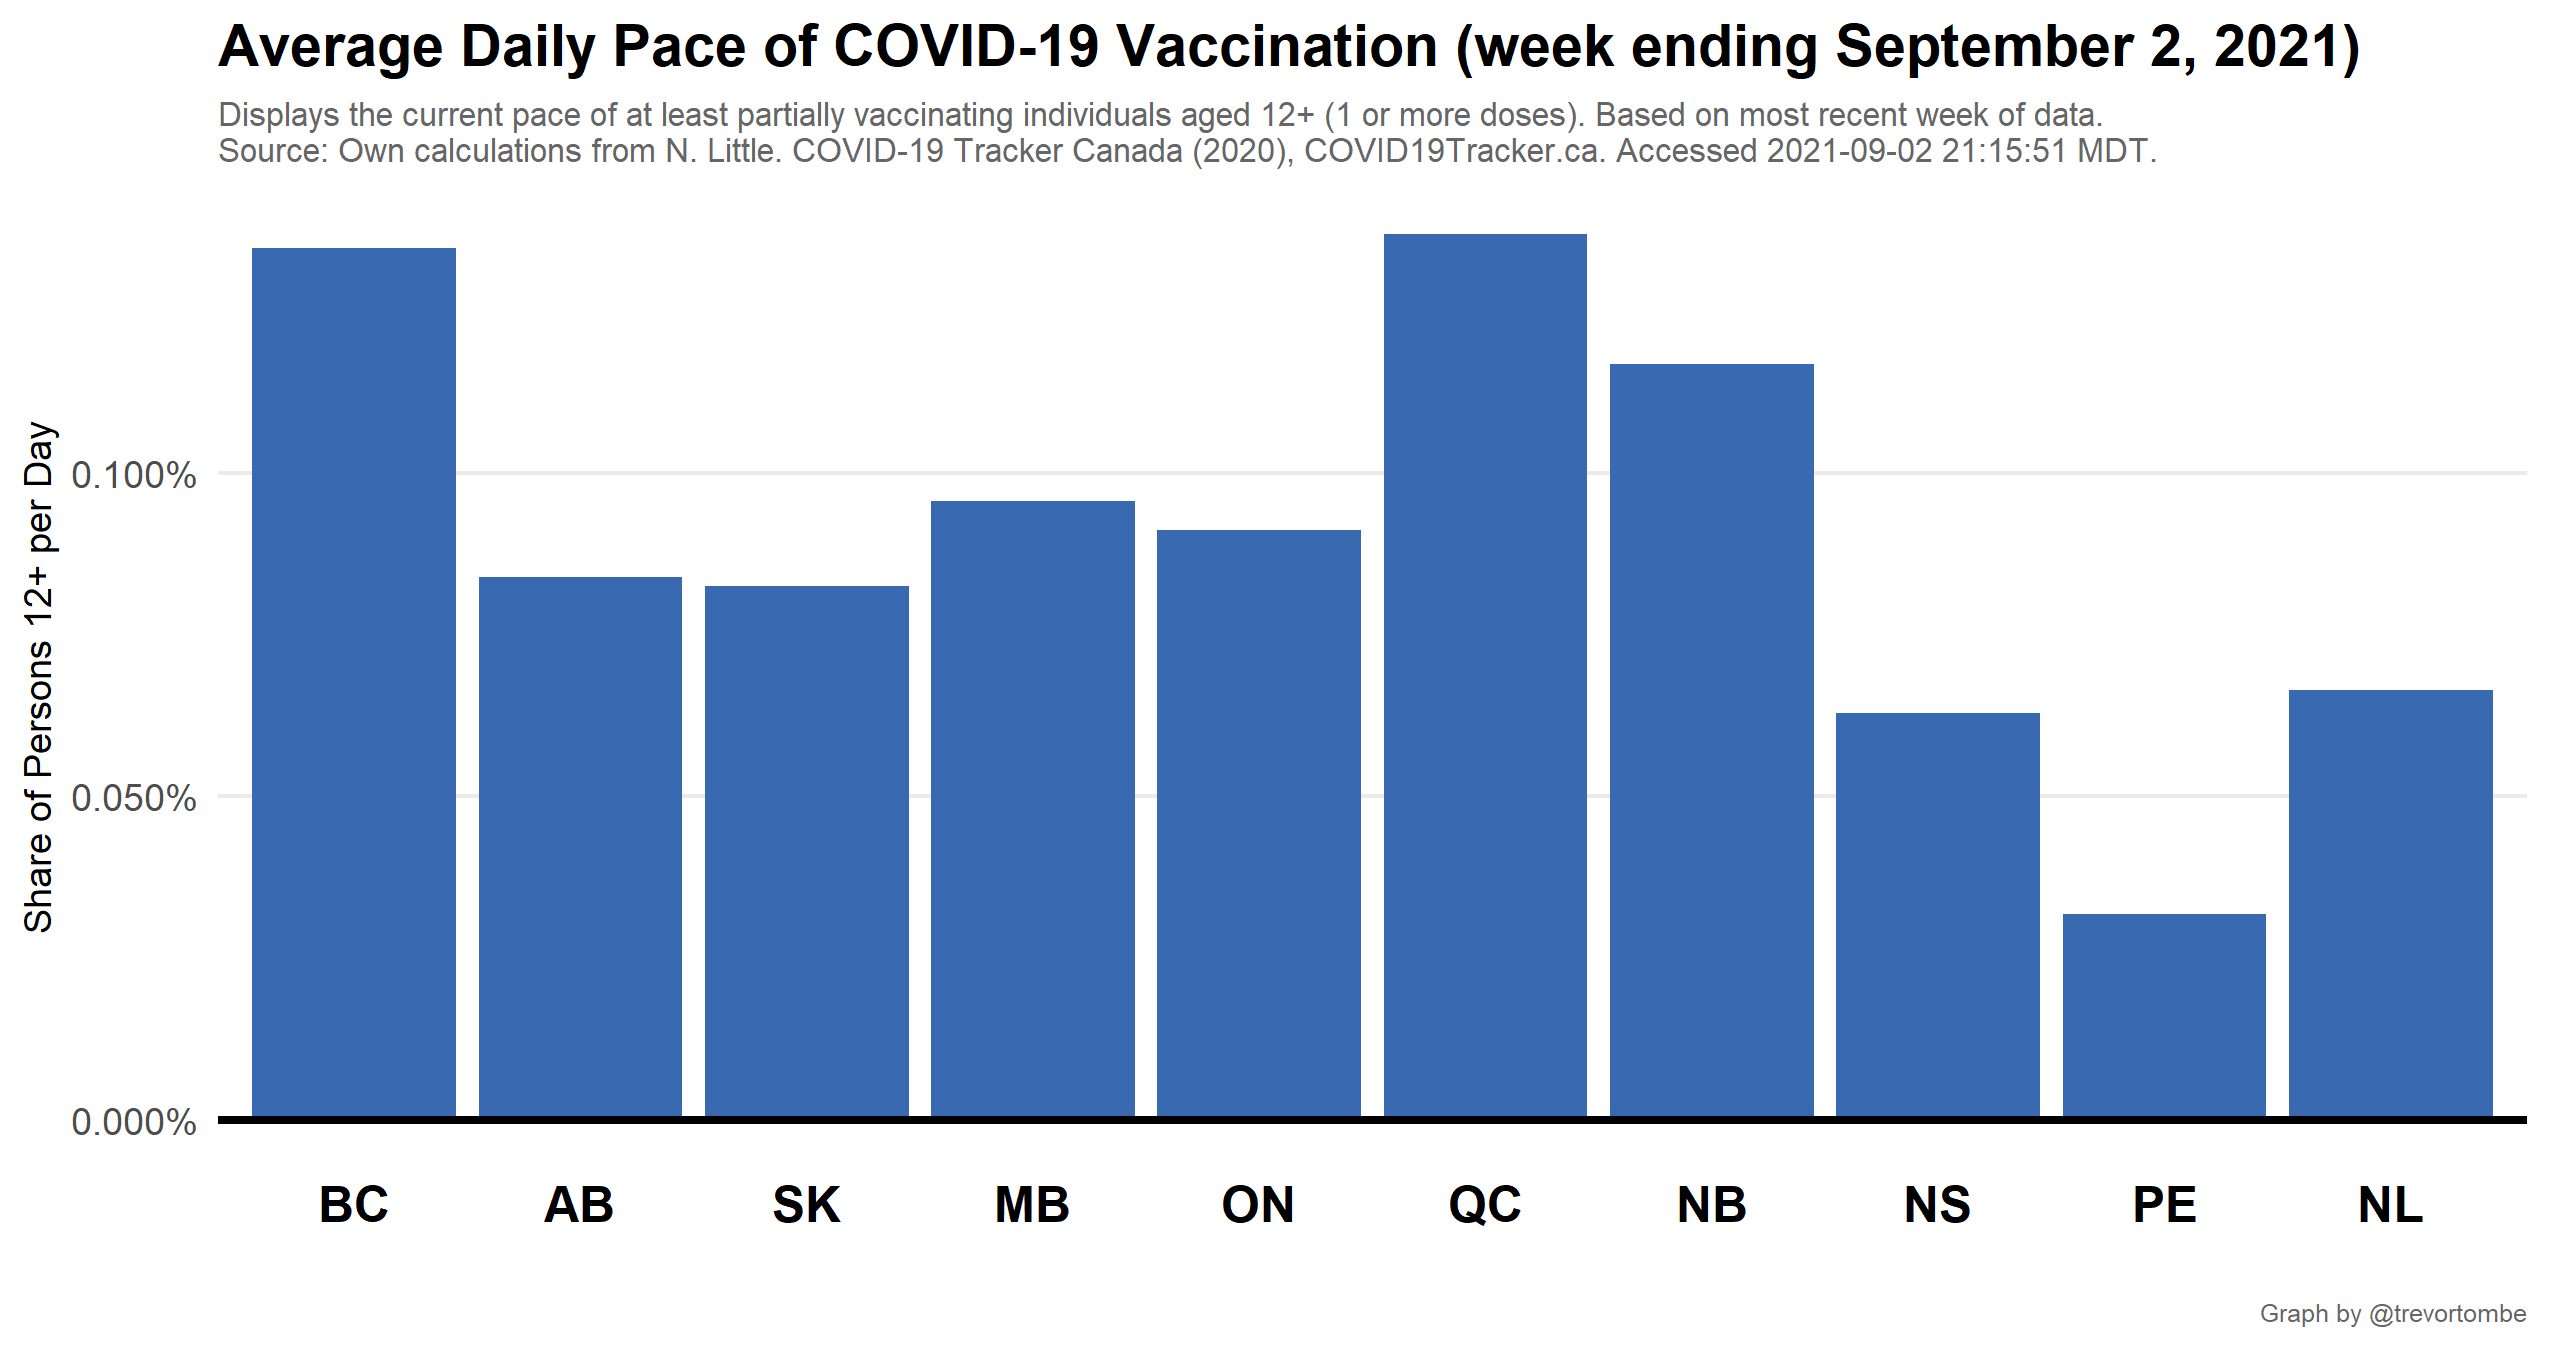 Average Daily Pace of COVID-19 Vaccination (week ending September 2, 2021)
Displays the current pace of at least partially vaccinating individuals aged 12+ (1 or more doses). Based on most recent week of data.
Source: Own calculations from N. Little. COVID-19 Tracker Canada (2020), COVID19Tracker.ca. Accessed 2021-09-02 21:15:51 MDT.
Share of Persons 12+ per Day
0.100%
0.050%
0.000%
BC AB SK MB ON QC NB NS PE NL
Graph by @trevortombe